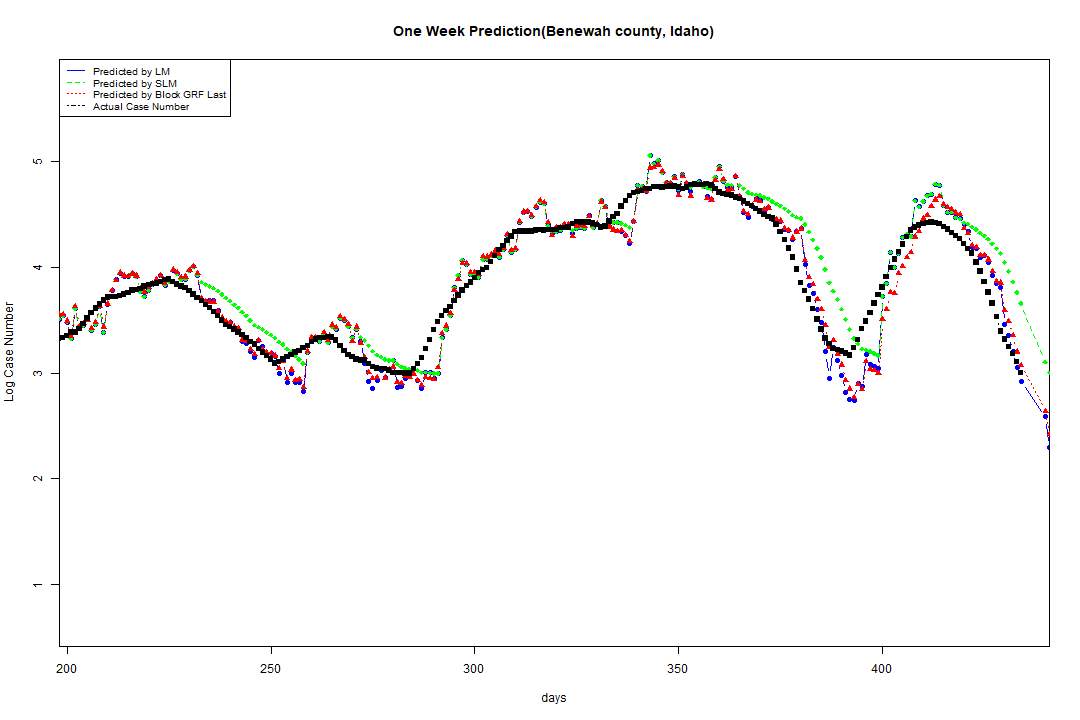 One Week Prediction(Benewah county, Idaho)
Predicted by LM
Predicted by SLM
Predicted by Block GRF Last
Actual Case Number
5
4
3
2
1
Log Case Number
200 250 300 350 400
days